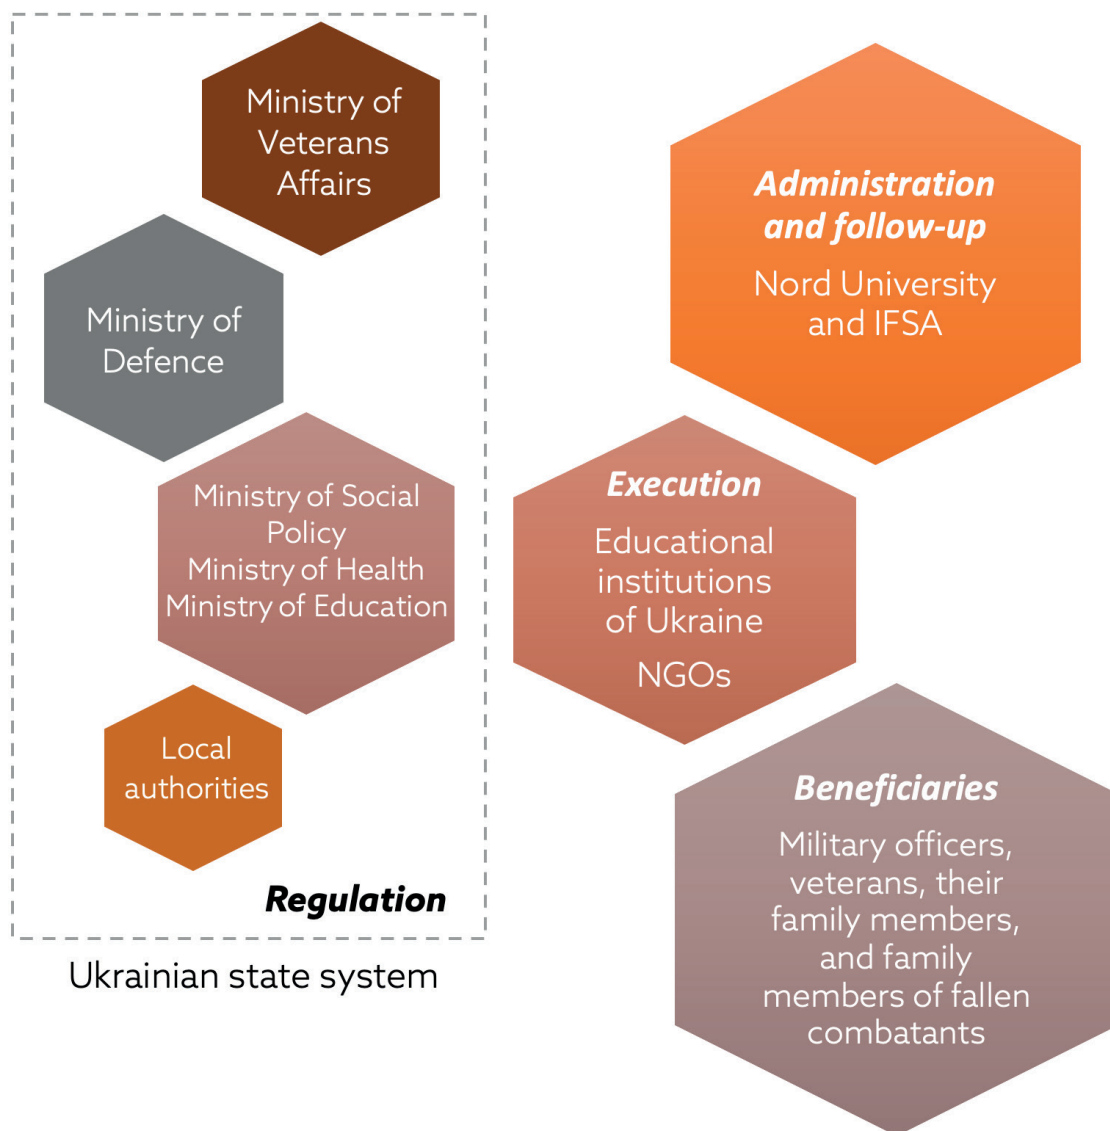 Ministry of
Veterans
Affairs
Ministry of
Defence
Ministry of Social
Policy
Ministry of Health
Ministry of Education
Local
authorities
Regulation
Ukrainian state system
Administration
and follow-up
Nord University
and IFSA
Execution
Educational
institutions
of Ukraine
NGOs
Beneficiaries
Military officers,
veterans, their
family members,
and family
members of fallen
combatants